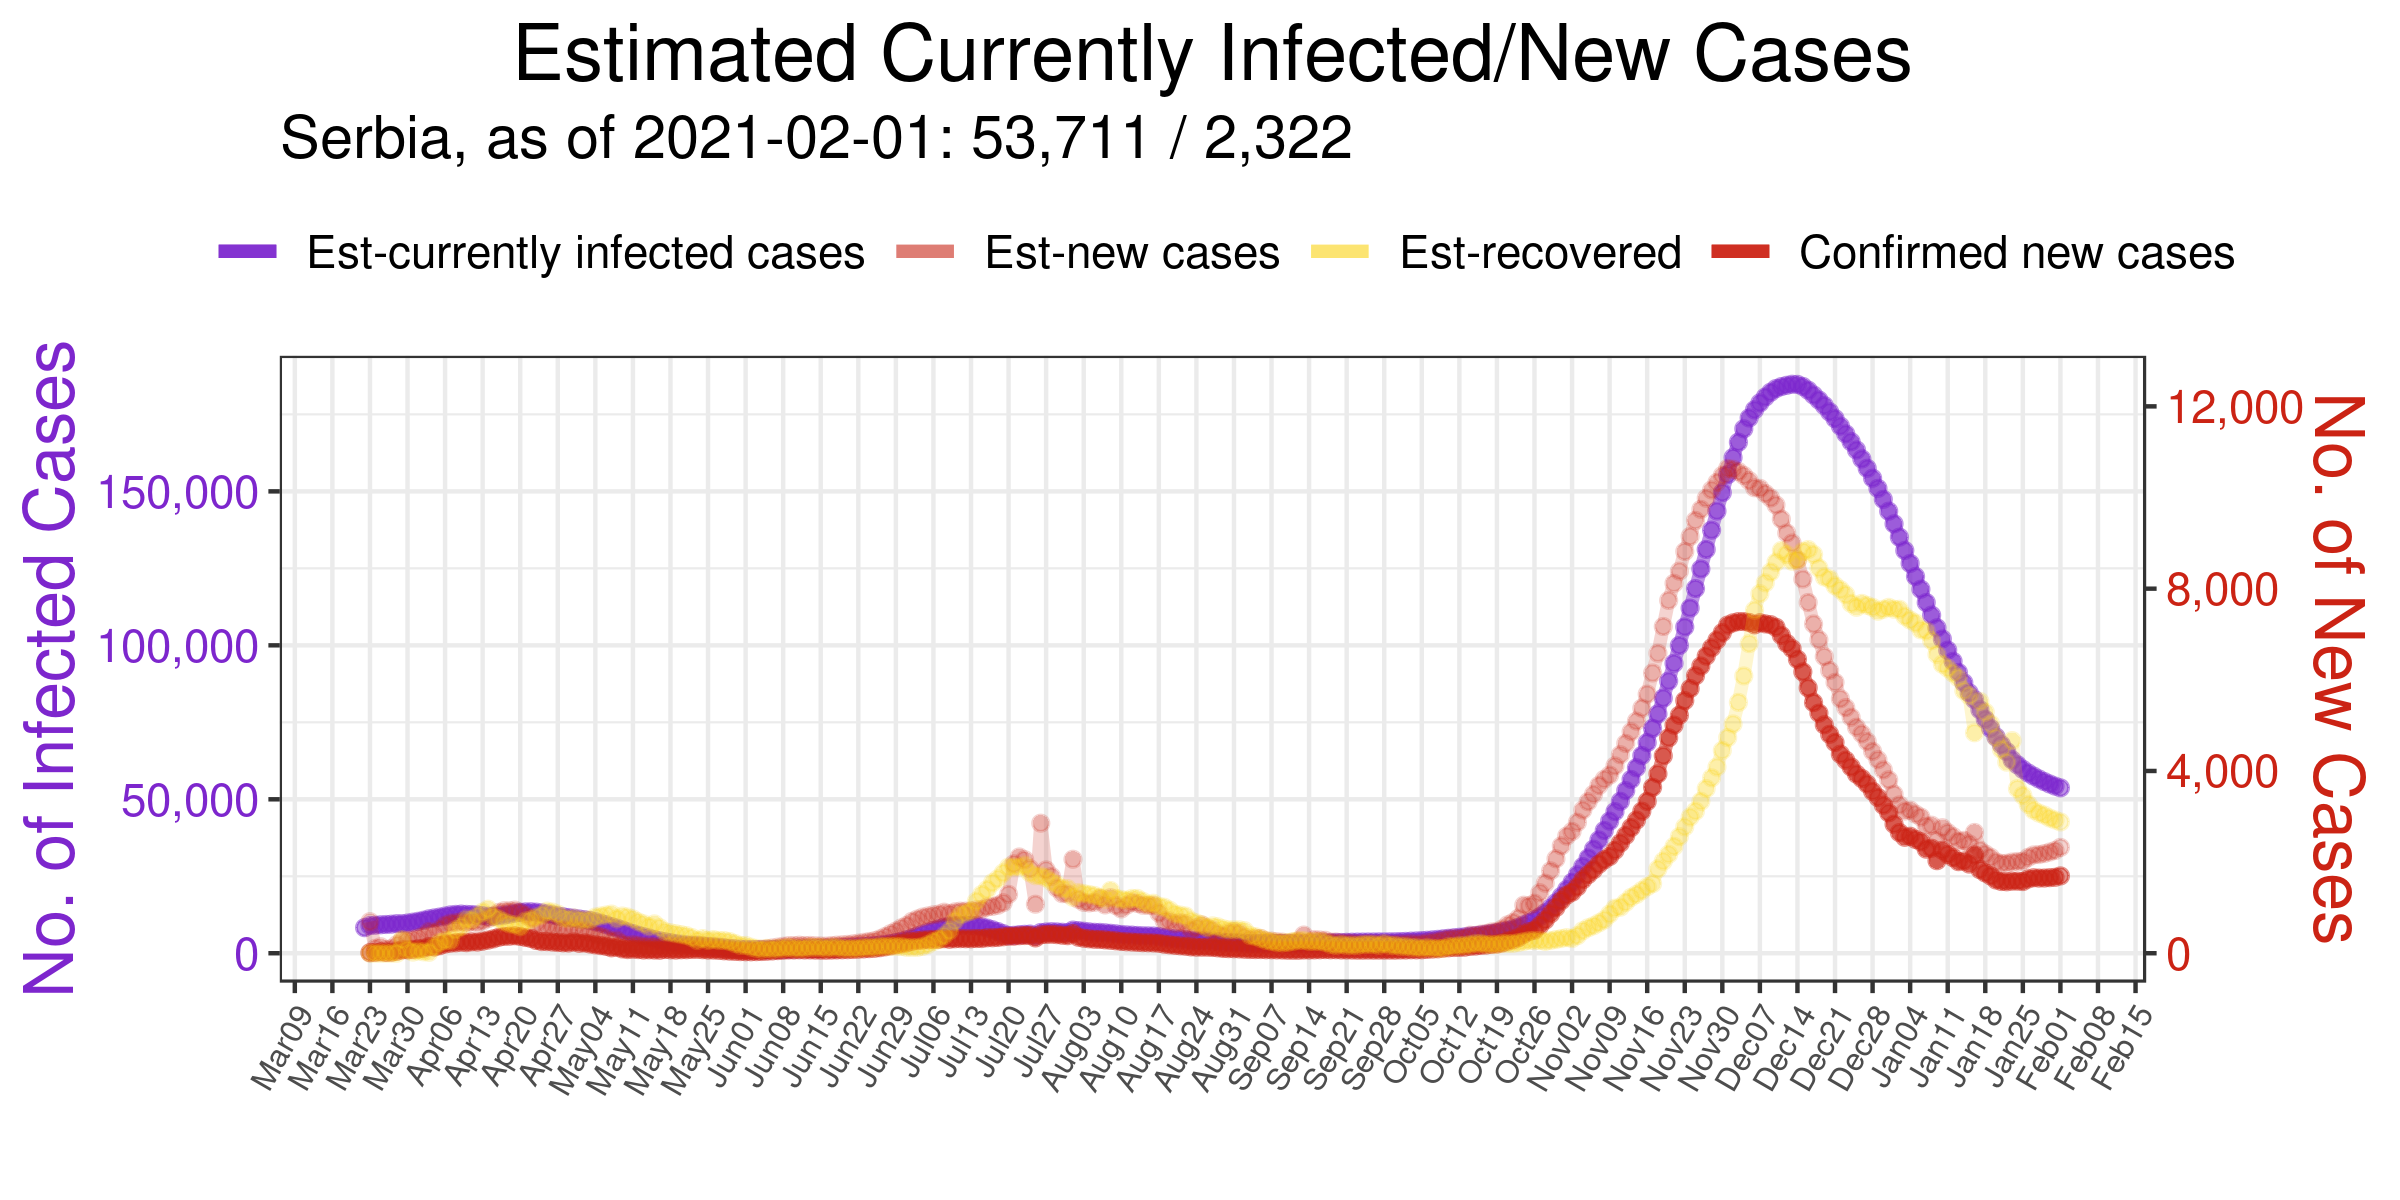 Estimated Currently Infected/New Cases
Serbia, as of 2021-02-01: 53,711 / 2,322
Est-currently infected cases Est-new cases Est-recovered Confirmed new cases
No. of Infected Cases
150,000
100,000
50,000
0
12,000
8,000
4,000
0
No. of New Cases
Mar09 Mar16 Mar23 Mar30 Apr06 Apr13 Apr20 Apr27 May04 May11 May18 May25 Jun01 Jun08 Jun15 Jun22 Jun29 Jul06 Jul13 Jul20 Jul27 Aug03 Aug10 Aug17 Aug24 Aug31 Sep07 Sep14 Sep21 Sep28 Oct05 Oct12 Oct19 Oct26 Nov02 Nov09 Nov16 Nov23 Nov30 Dec07 Dec14 Dec21 Dec28 Jan04 Jan11 Jan18 Jan25 Feb01 Feb08 Feb15